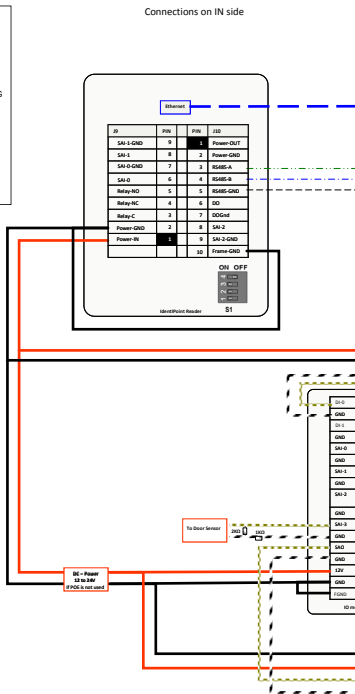 Connections on IN side
G
Ethernet
J9 PIN PIN J10
SAI-1-GND 9 1 Power-OUT
SAI-1 8 2 Power-GND
SAI-0-GND 7 3 RS485-A
SAI-0 6 4 RS485-B
Relay-NO 5 5 RS485-GND
Relay-NC 4 6 DO
Relay-C 3 7 DOGnd
Power-GND 2 8 SAI-2
Power-IN 1 9 SAI-2-GND
10 Frame-GND
ON OFF
1 2 3 4
IdentiPoint Reader S1
DI-0
GND
DI-1
GND
SAI-0
GND
SAI-1
GND
SAI-2
GND
SAI-3
To Door Sensor
2KΩ 1KΩ
GND
SAO
GND
DC – Power
12 to 24V
If POE is not used
12V
GND
FGND
IO m